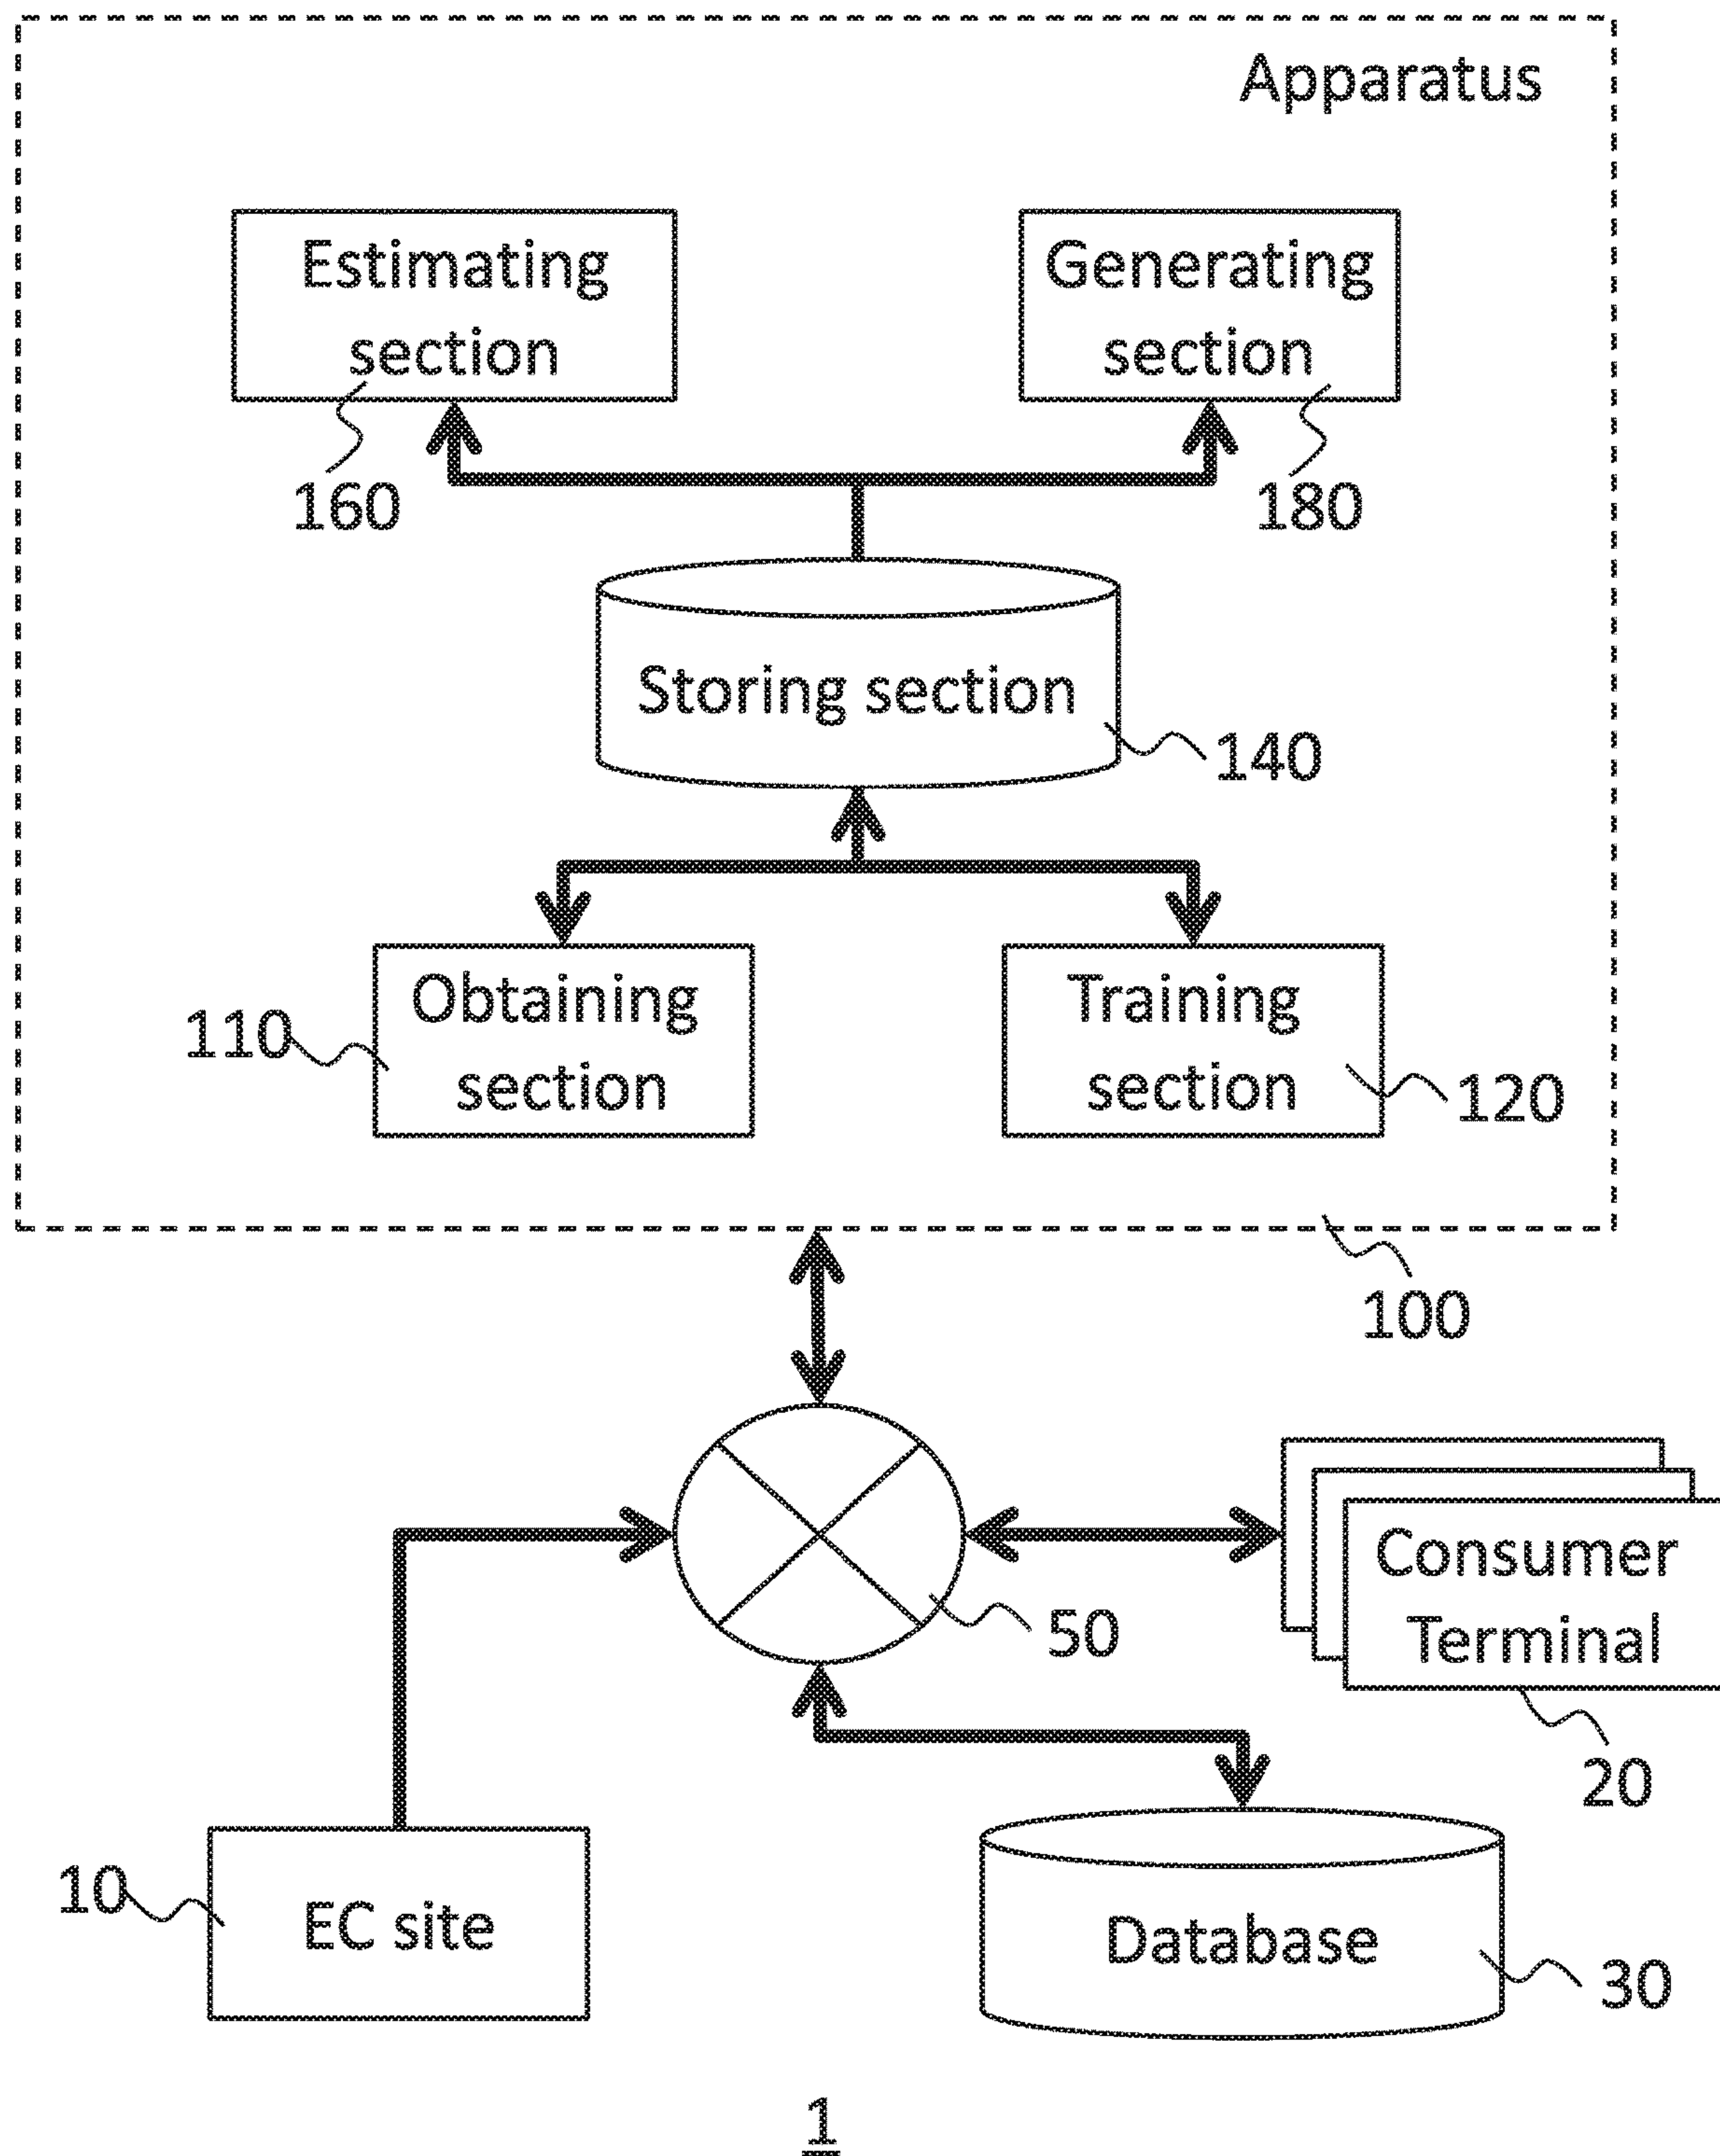 Apparatus
Estimating
section
160
Generating
section
180
Storing section
140
Obtaining
section
110
Training
section
120
100
50
Consumer
Terminal
20
10
EC site
Database
30
1